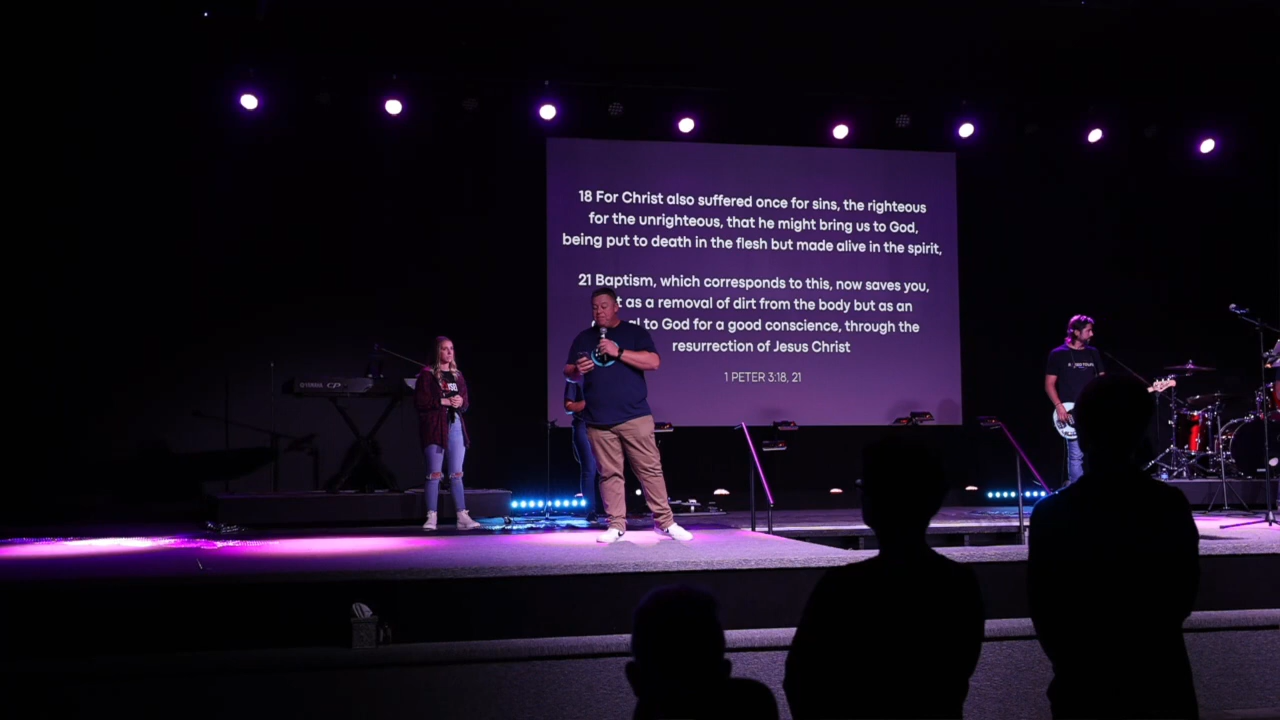 18 For Christ also suffered once for sins, the righteous
for the unrighteous, that he might bring us to God,
being put to death in the flesh but made alive in the spirit,
21 Baptism, which corresponds to this, now saves you,
as a removal of dirt from the body but as an
to God for a good conscience, through the
resurrection of Jesus Christ
1 PETER 3:18, 21
YAMAHA CP